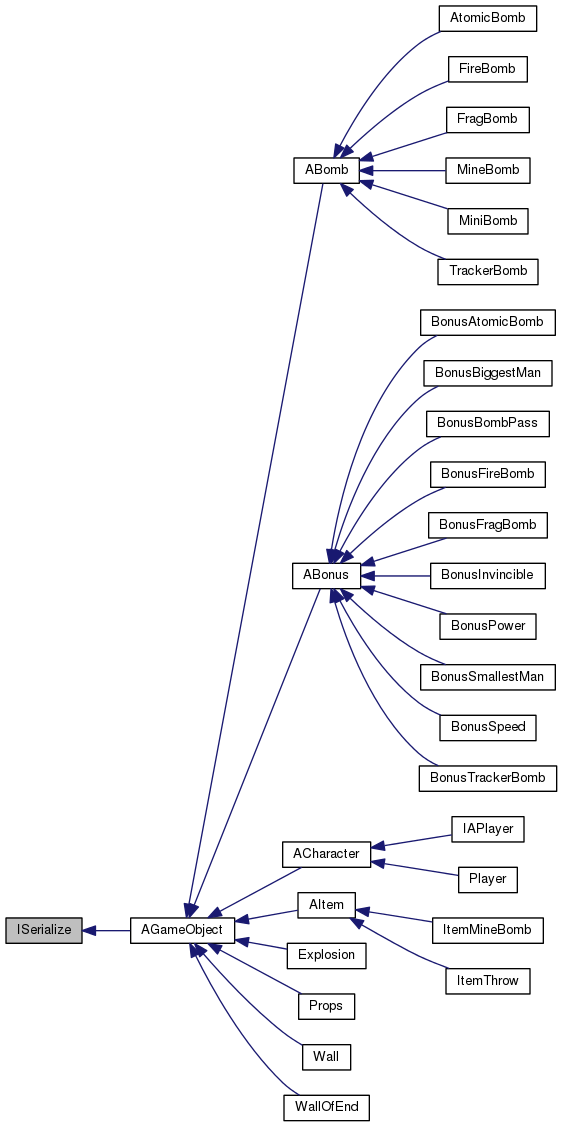 AtomicBomb
FireBomb
FragBomb
ABomb
MineBomb
MiniBomb
TrackerBomb
BonusAtomicBomb
BonusBiggestMan
BonusBombPass
BonusFireBomb
BonusFragBomb
ABonus
BonusInvincible
BonusPower
BonusSmallestMan
BonusSpeed
BonusTrackerBomb
IAPlayer
ACharacter
Player
AItem
ISerialize
AGameObject
ItemMineBomb
Explosion
ItemThrow
Props
Wall
WallOfEnd